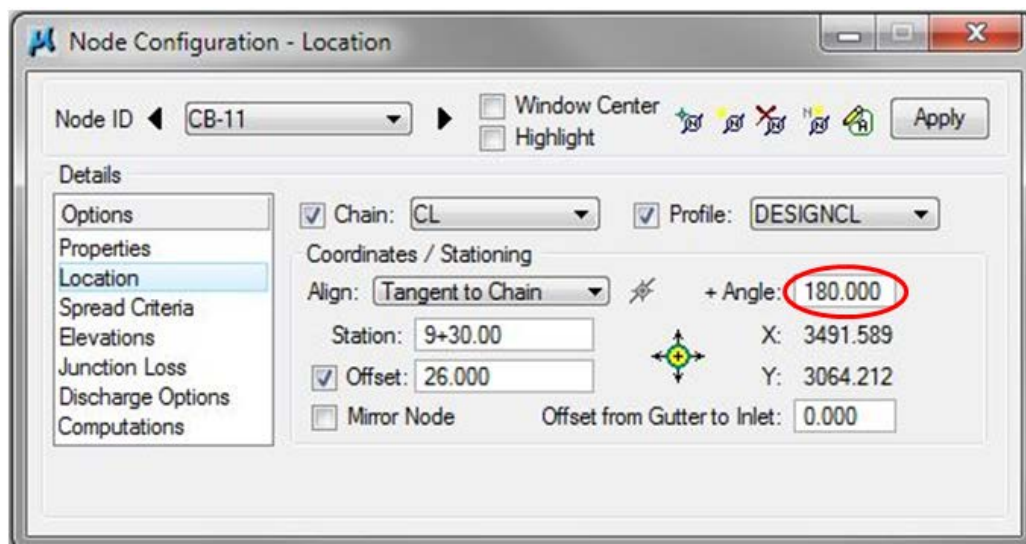 Node Configuration - Location
Node ID CB-11 Window Center Apply
Highlight
Details
Options
Properties
Location
Spread Criteria
Elevations
Junction Loss
Discharge Options
Computations
Chain: CL Profile: DESIGNCL
Coordinates / Stationing
Align: Tangent to Chain + Angle: 180.000
Station: 9+30.00 X: 3491.589
Offset: 26.000 Y: 3064.212
Mirror Node Offset from Gutter to Inlet: 0.000